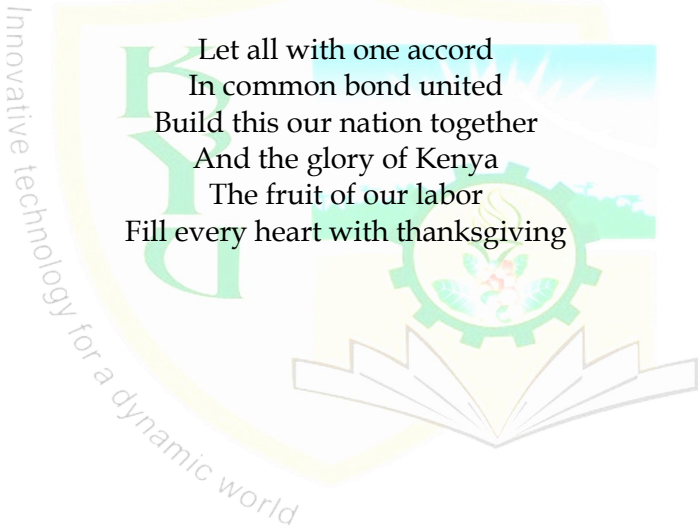 Let all with one accord
In common bond united
Build this our nation together
And the glory of Kenya
The fruit of our labor
Fill every heart with thanksgiving
KYU
Innovative technology for a dynamic world